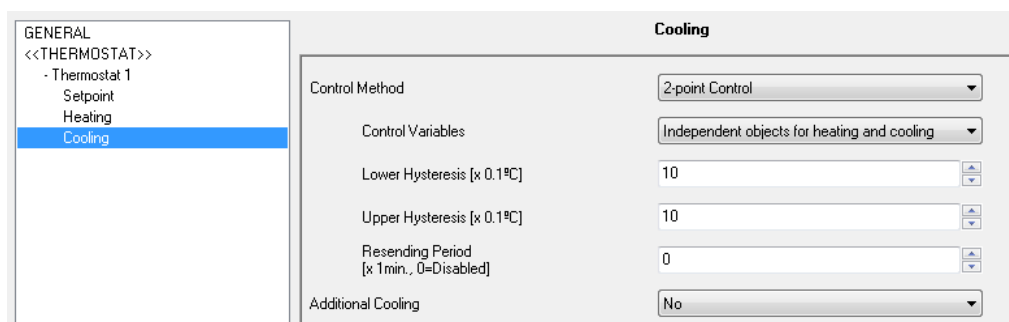 GENERAL
<<THERMOSTAT>>
- Thermostat 1
Setpoint
Heating
Cooling
Cooling
Control Method
2-point Control
Control Variables
Independent objects for heating and cooling
Lower Hysteresis [x 0.1ºC]
10
Upper Hysteresis [x 0.1ºC]
10
Resending Period
[x 1min., 0=Disabled]
0
Additional Cooling
No